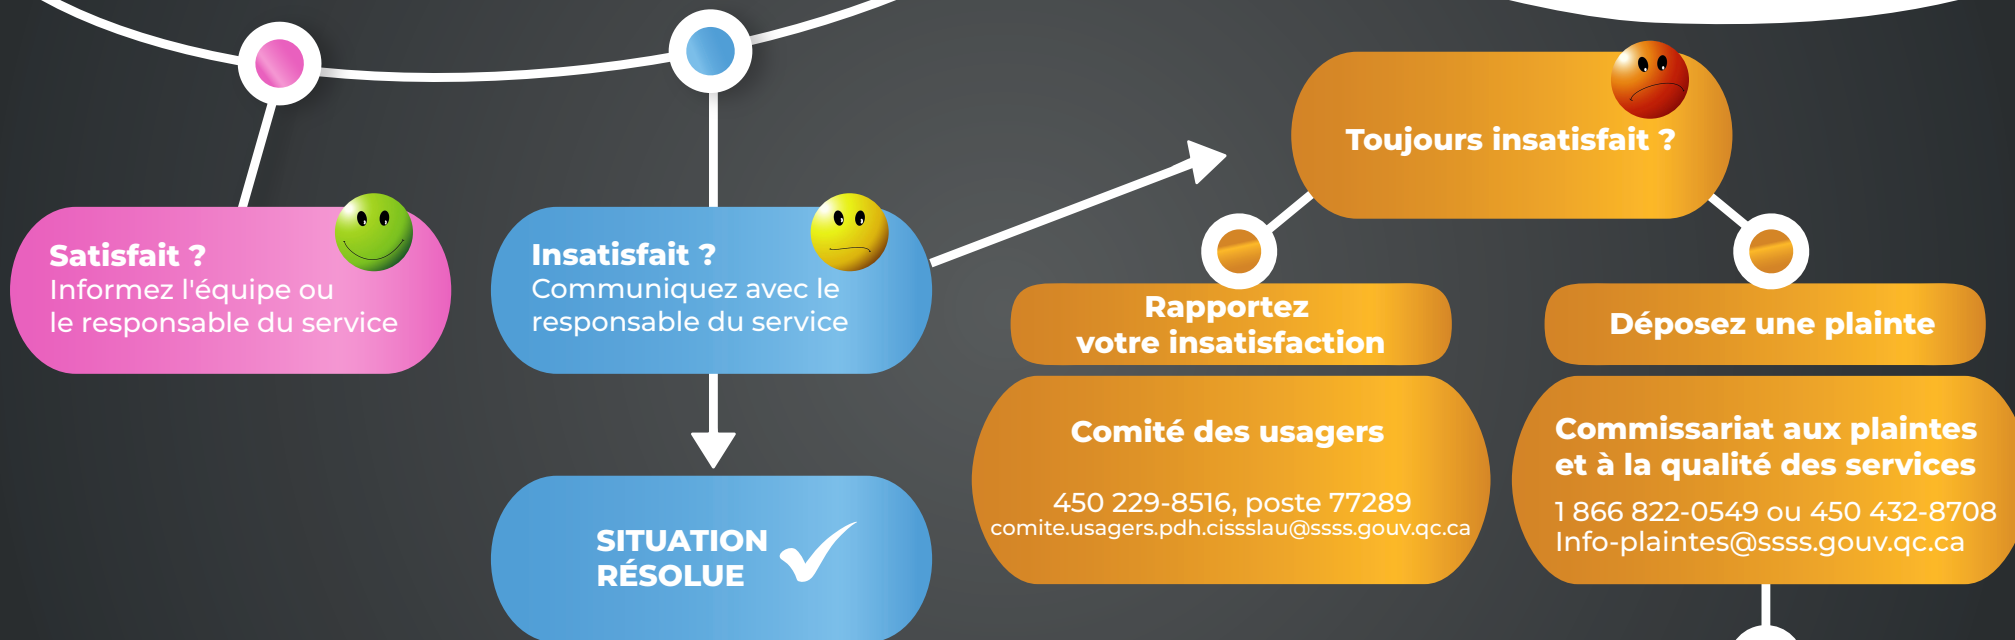 Satisfait ?
Informez l'équipe ou
le responsable du service
Insatisfait ?
Communiquez avec le
responsable du service
SITUATION
RÉSOLUE
Toujours insatisfait ?
Rapportez
votre insatisfaction
Comité des usagers
450 229-8516, poste 77289
comite.usagers.pdh.cissslau@ssss.gouv.qc.ca
Déposez une plainte
Commissariat aux plaintes
et à la qualité des services
1 866 822-0549 ou 450 432-8708
Info-plaintes@ssss.gouv.qc.ca